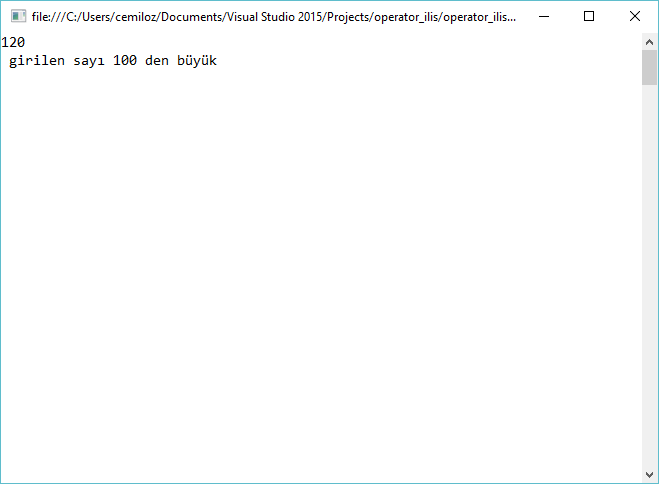 file:///C:/Users/cemiloz/Documents/Visual Studio 2015/Projects/operator_ilis/operator_ilis...
120
girilen sayı 100 den büyük